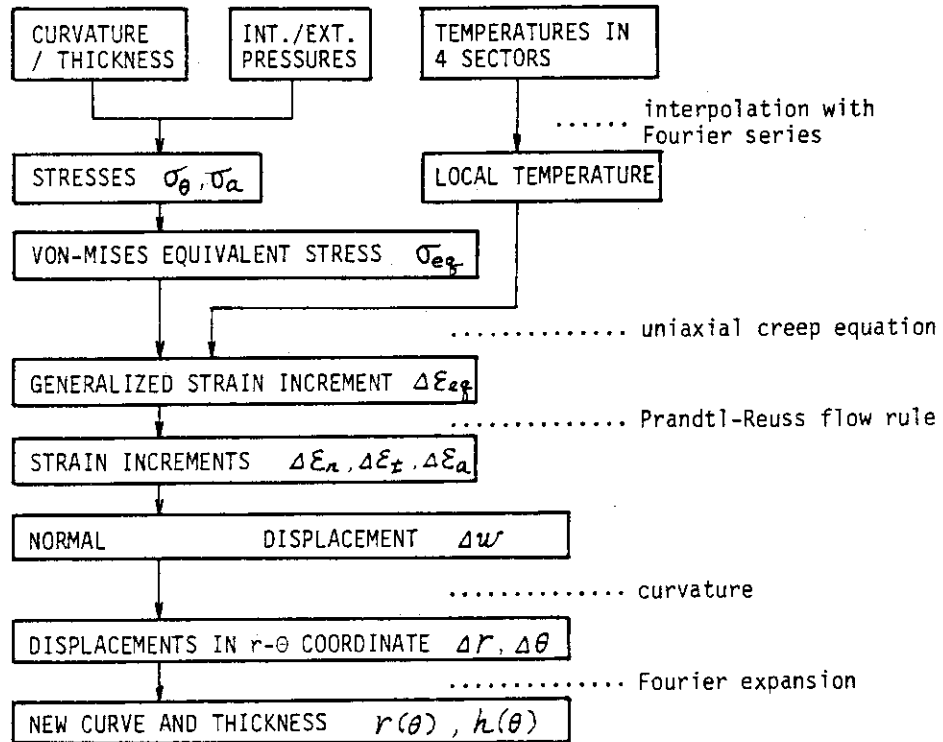 CURVATURE
/ THICKNESS
INT./EXT.
PRESSURES
TEMPERATURES IN
4 SECTORS
...... interpolation with
Fourier series
STRESSES σθ, σa
LOCAL TEMPERATURE
VON-MISES EQUIVALENT STRESS σeq
.............. uniaxial creep equation
GENERALIZED STRAIN INCREMENT Δεeq
.............. Prandtl-Reuss flow rule
STRAIN INCREMENTS Δεn, Δεt, Δεa
NORMAL DISPLACEMENT Δw
.............. curvature
DISPLACEMENTS IN r-θ COORDINATE Δr, Δθ
.............. Fourier expansion
NEW CURVE AND THICKNESS r(θ), h(θ)